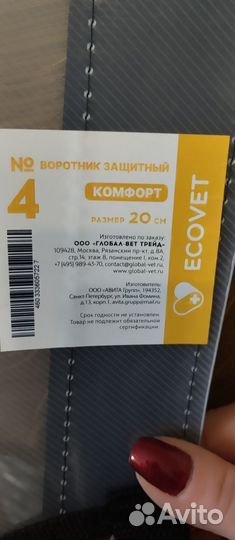 № ВОРОТНИК ЗАЩИТНЫЙ
4
КОМФОРТ
РАЗМЕР 20 СМ
Изготовлено по заказу:
ООО «ГЛОБАЛ-ВЕТ ТРЕЙД»
109428, Москва, Рязанский пр-кт, д.8А
стр.14, этаж 8, помещение I, ком.2,
+7 (495) 989-43-70, contact@global-vet.ru,
www.global-vet.ru
Изготовитель:
ООО «АВИТА Групп», 194352,
Санкт Петербург, ул. Ивана Фомина,
д.13, корп.1, avita.grupp@mail.ru
Срок годности не установлен.
Товар не подлежит обязательной
сертификации.
ECOVET
Avito